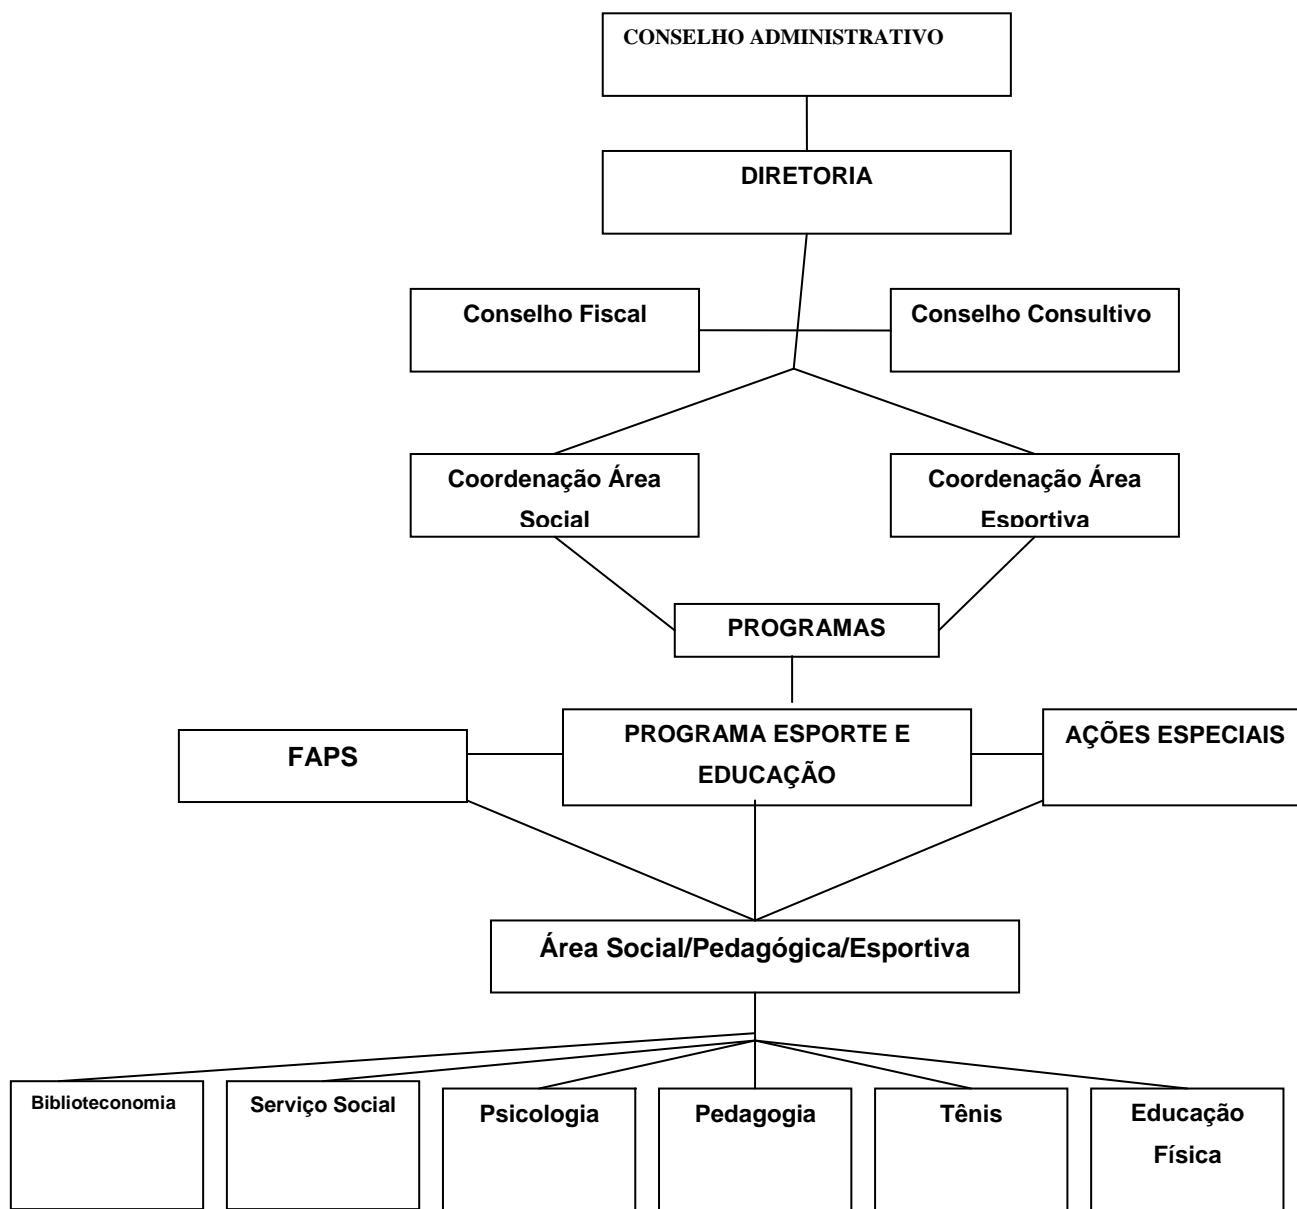 CONSELHO ADMINISTRATIVO
DIRETORIA
Conselho Fiscal
Conselho Consultivo
Coordenação Área
Social
Coordenação Área
Esportiva
PROGRAMAS
FAPS
PROGRAMA ESPORTE E
EDUCAÇÃO
AÇÕES ESPECIAIS
Área Social/Pedagógica/Esportiva
Biblioteconomia
Serviço Social
Psicologia
Pedagogia
Tênis
Educação
Física